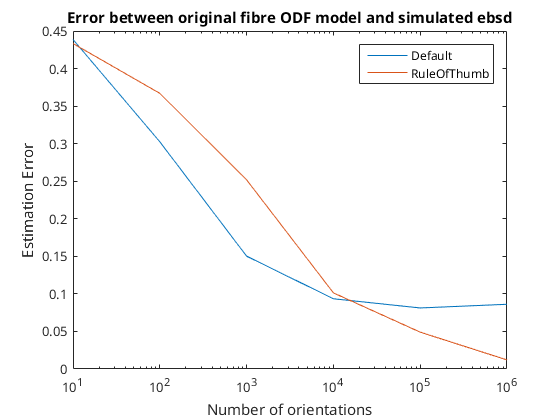 Error between original fibre ODF model and simulated ebsd
Default
RuleOfThumb
0.45
0.4
0.35
0.3
0.25
0.2
0.15
0.1
0.05
0
Estimation Error
10^1 10^2 10^3 10^4 10^5 10^6
Number of orientations